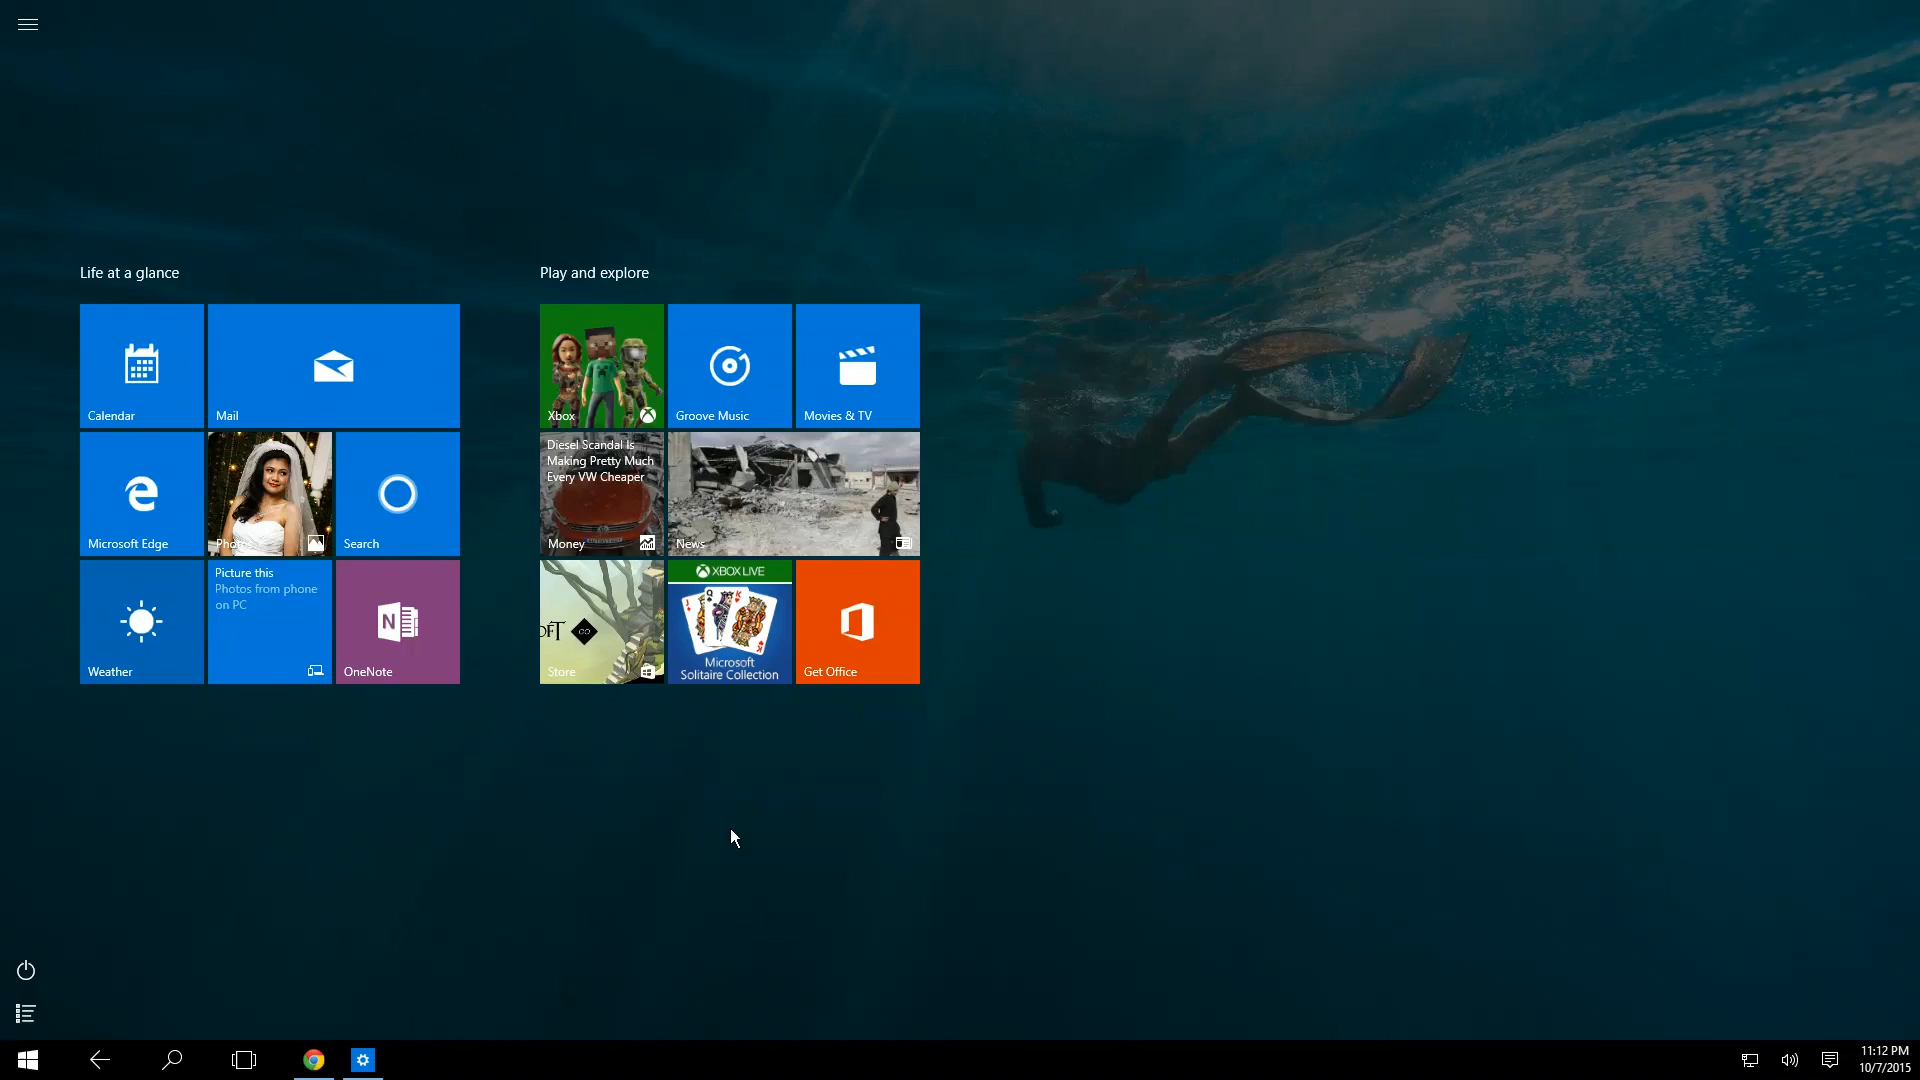 Life at a glance
Play and explore
Calendar
Mail
Xbox
Groove Music
Movies & TV
Microsoft Edge
Search
Diesel Scandal Is
Making Pretty Much
Every VW Cheaper
Money
News
Weather
Picture this
Photos from phone
on PC
N
OneNote
Store
XBOX LIVE
J
Q
K
K
Microsoft
Solitaire Collection
Get Office
11:12 PM
10/7/2015